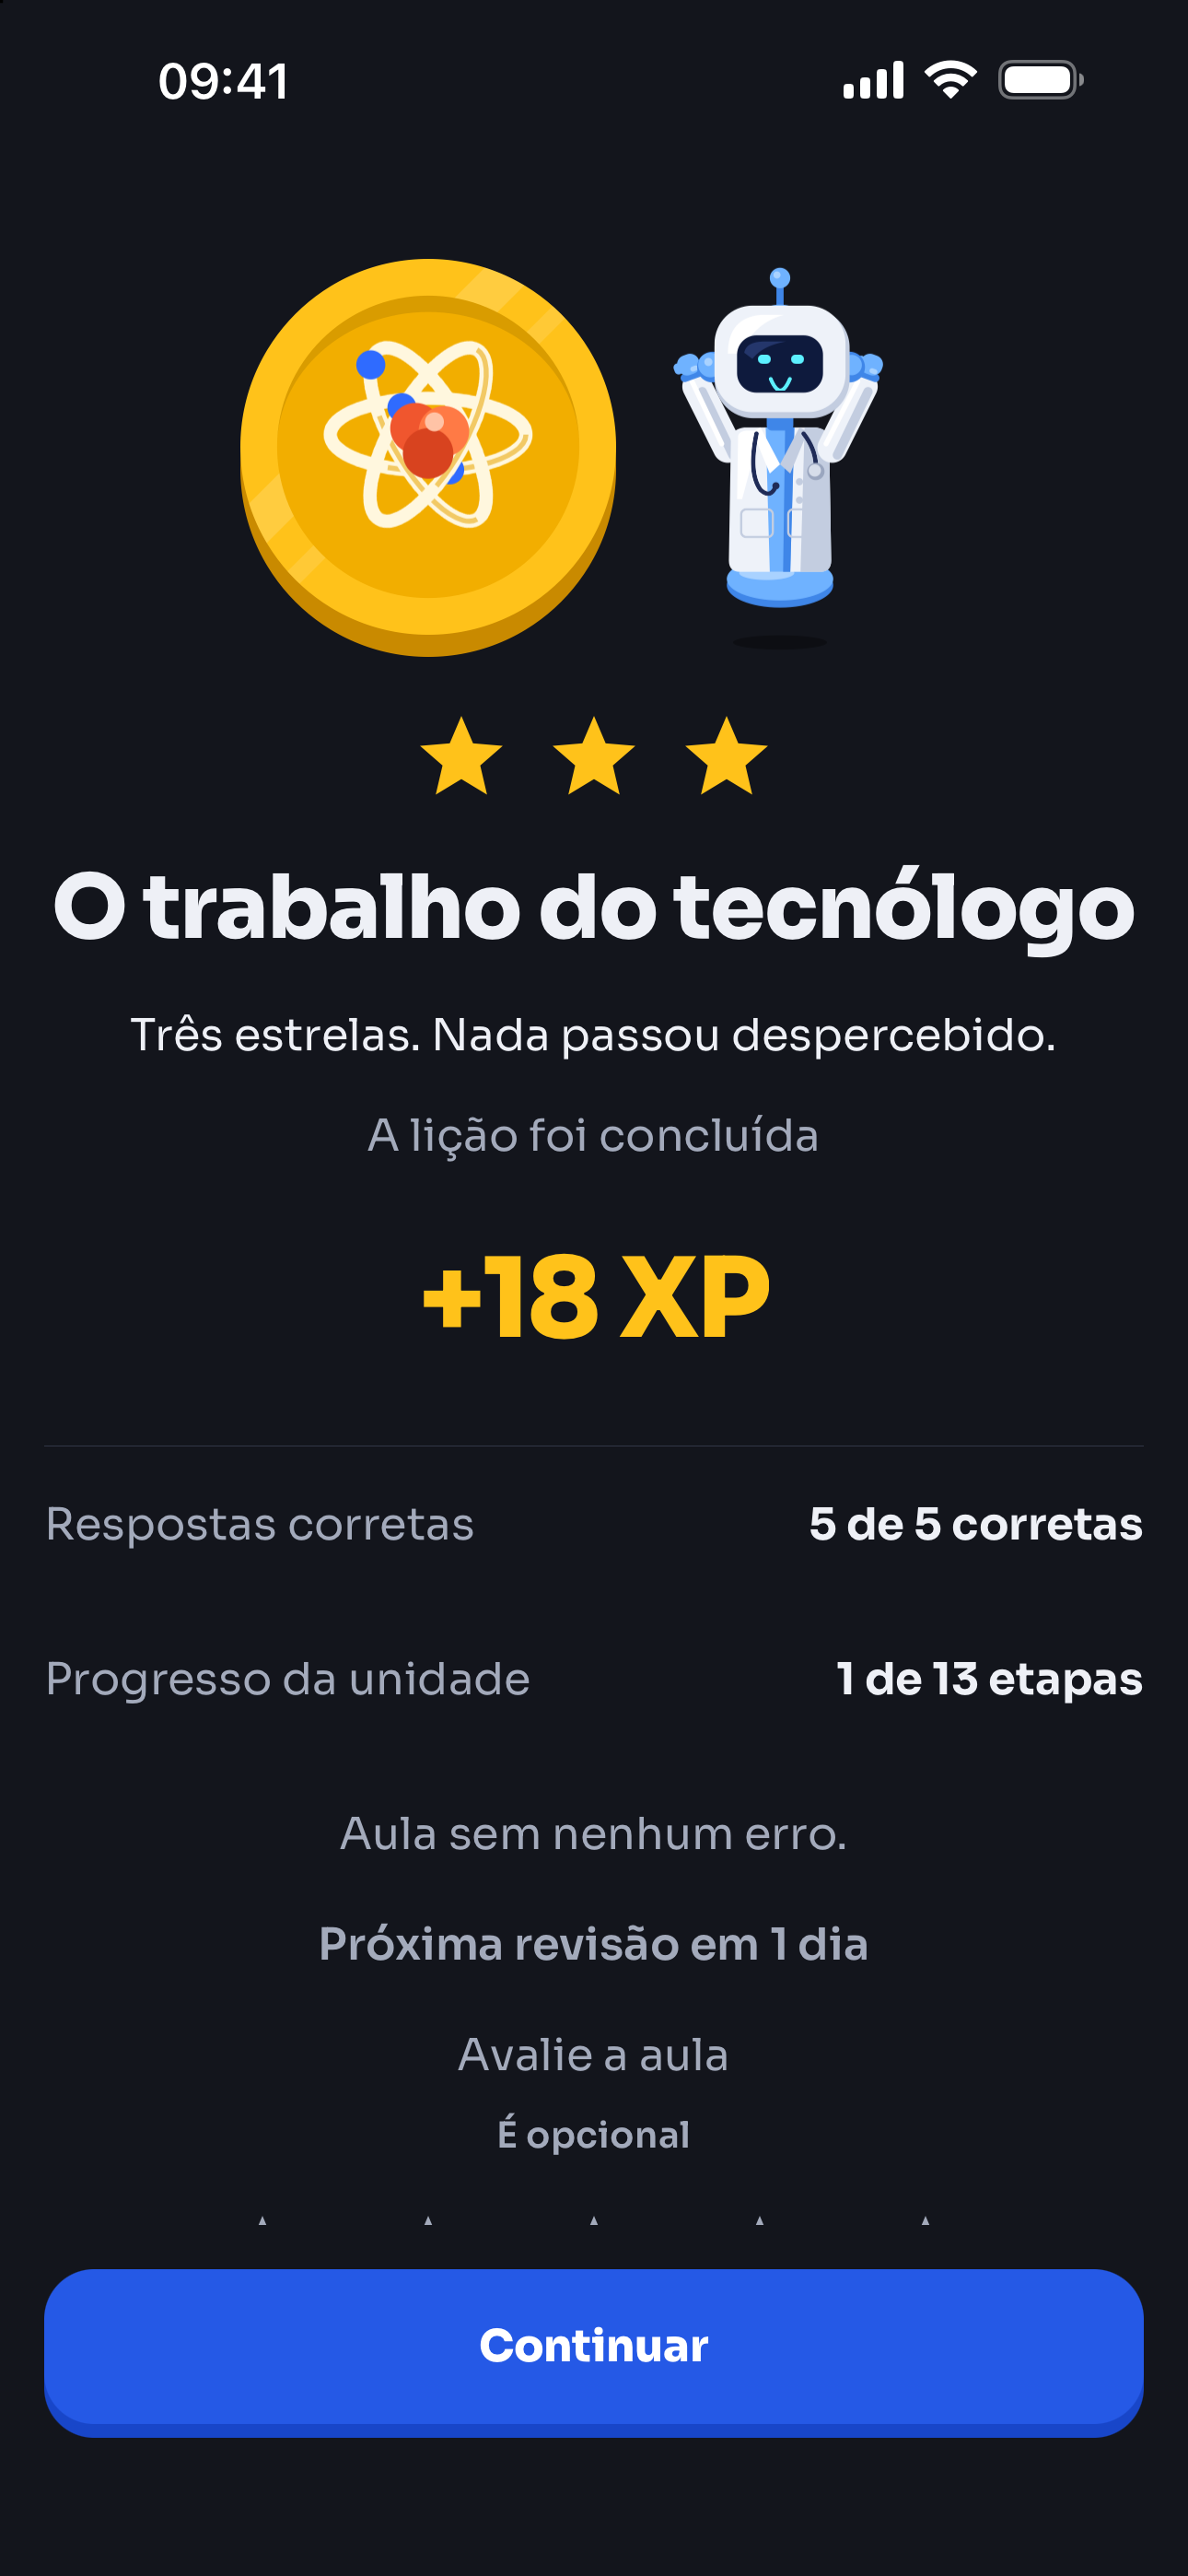 09:41
O trabalho do tecnólogo
Três estrelas. Nada passou despercebido.
A lição foi concluída
+18 XP
Respostas corretas
5 de 5 corretas
Progresso da unidade
1 de 13 etapas
Aula sem nenhum erro.
Próxima revisão em 1 dia
Avalie a aula
É opcional
Continuar